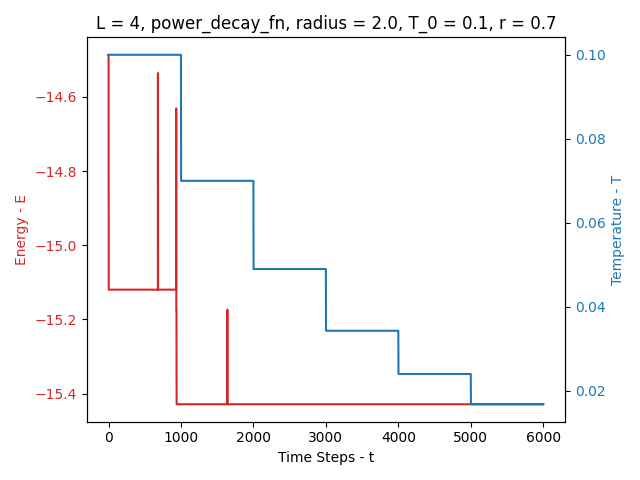 L = 4, power_decay_fn, radius = 2.0, T_0 = 0.1, r = 0.7
Energy - E
−14.6
−14.8
−15.0
−15.2
−15.4
0.10
0.08
0.06
0.04
0.02
Temperature - T
0 1000 2000 3000 4000 5000 6000
Time Steps - t